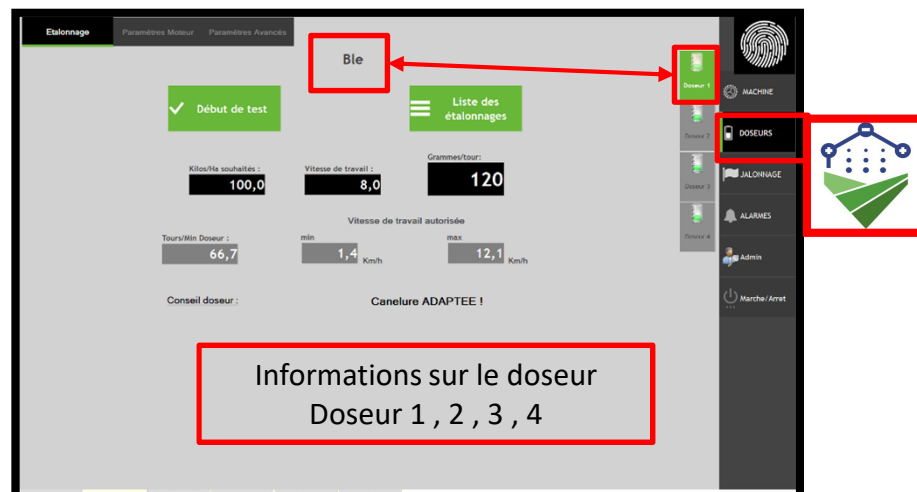 Etalonnage
Paramètres Moteur
Paramètres Avancés
Ble
Doseur 1
MACHINE
Début de test
Liste des
étalonnages
Doseur 2
DOSEURS
Kilos/Ha souhaités :
Vitesse de travail :
Grammes/tour:
100,0
8,0
120
Doseur 3
JALONNAGE
Vitesse de travail autorisée
ALARMES
Tours/Min Doseur :
min
max
Doseur 4
66,7
1,4
Km/h
12,1
Km/h
Admin
Conseil doseur :
Canelure ADAPTEE !
Marche/Arret
Informations sur le doseur
Doseur 1 , 2 , 3 , 4